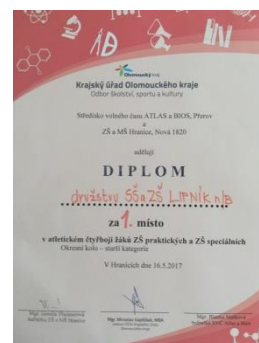 Olomoucký kraj
Krajský úřad Olomouckého kraje
Odbor školství, sportu a kultury
Středisko volného času ATLAS a BIOS, Přerov
a
ZŠ a MŠ Hranice, Nová 1820
udělují
DIPLOM
družstvu SŠ a ZŠ LIPNÍK n/B
za 1. místo
v atletickém čtyřboji žáků ZŠ praktických a ZŠ speciálních
Okresní kolo – starší kategorie
V Hranicích dne 16.5.2017